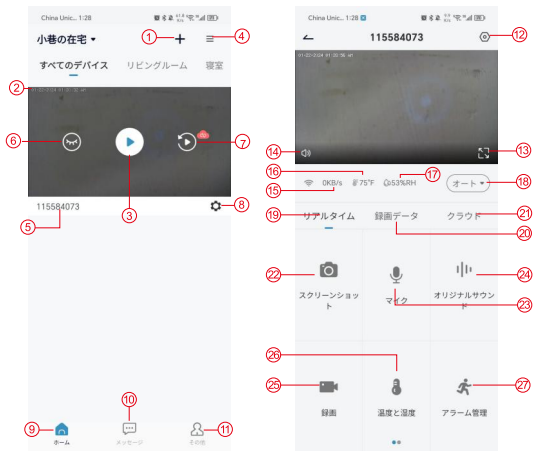 China Unic... 1:28
小巷の在宅
すべてのデバイス リビングルーム 寝室
115584073
ホーム メッセージ その他
① ② ③ ④ ⑤ ⑥ ⑦ ⑧ ⑨ ⑩ ⑪
China Unic... 1:28
115584073
0KB/s 75°F 53%RH オート
リアルタイム 録画データ クラウド
スクリーンショッ
ト
マイク
オリジナルサウン
ド
録画 温度と湿度 アラーム管理
⑫ ⑬ ⑭ ⑮ ⑯ ⑰ ⑱ ⑲ ⑳ ㉑ ㉒ ㉓ ㉔ ㉕ ㉖ ㉗